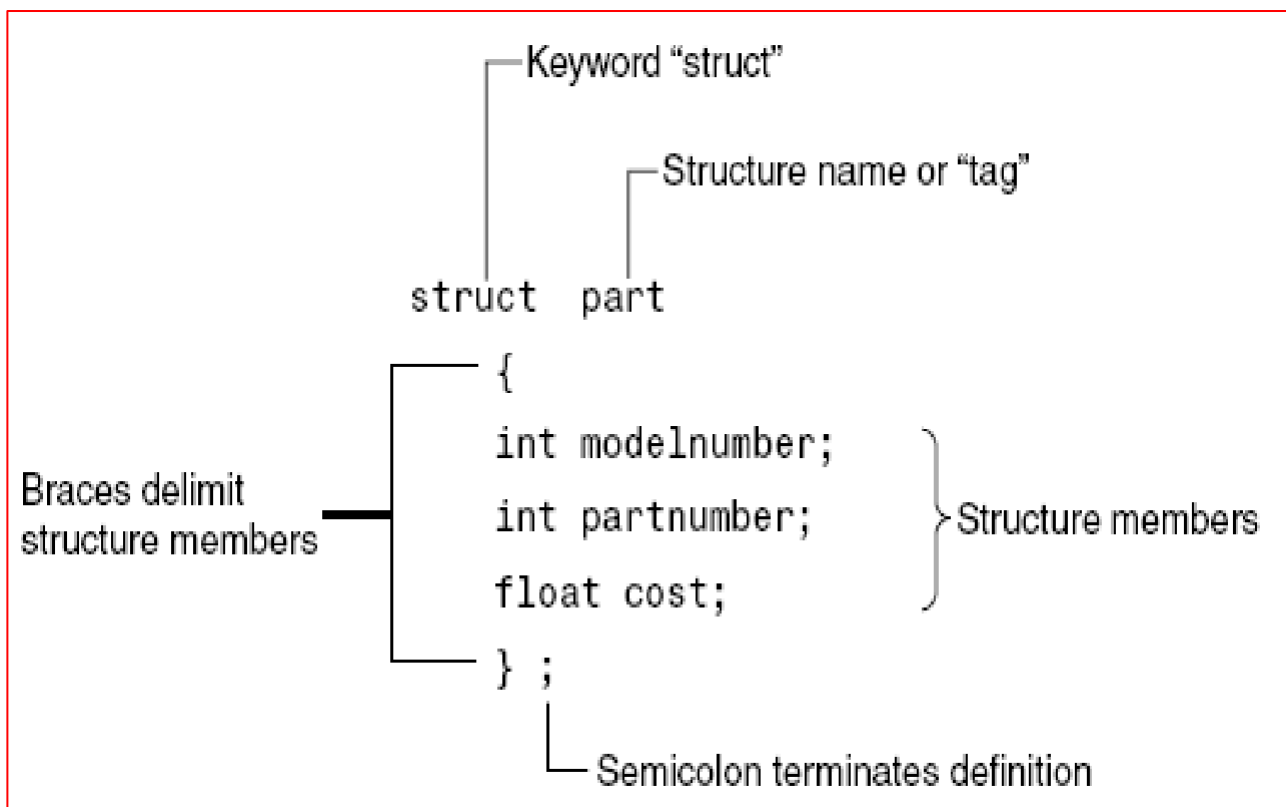 Keyword “struct”
Structure name or “tag”
struct part
{
int modelnumber;
Braces delimit
structure members
int partnumber;
Structure members
float cost;
} ;
Semicolon terminates definition